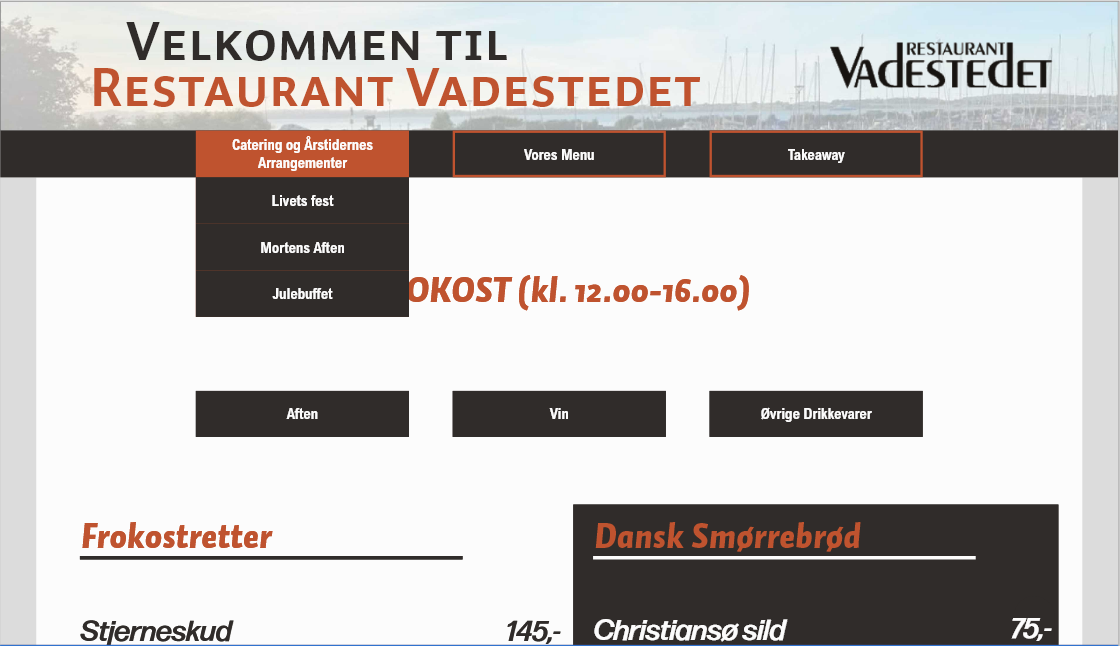 VELKOMMEN TIL
RESTAURANT VADESTEDET
RESTAURANT
VADESTEDET
Catering og Årstidernes
Arrangementer
Vores Menu
Takeaway
Livets fest
Mortens Aften
Julebuffet
OKOST (kl. 12.00-16.00)
Aften
Vin
Øvrige Drikkevarer
Frokostretter
Dansk Smørrebrød
Stjerneskud 145,-
Christiansø sild 75,-